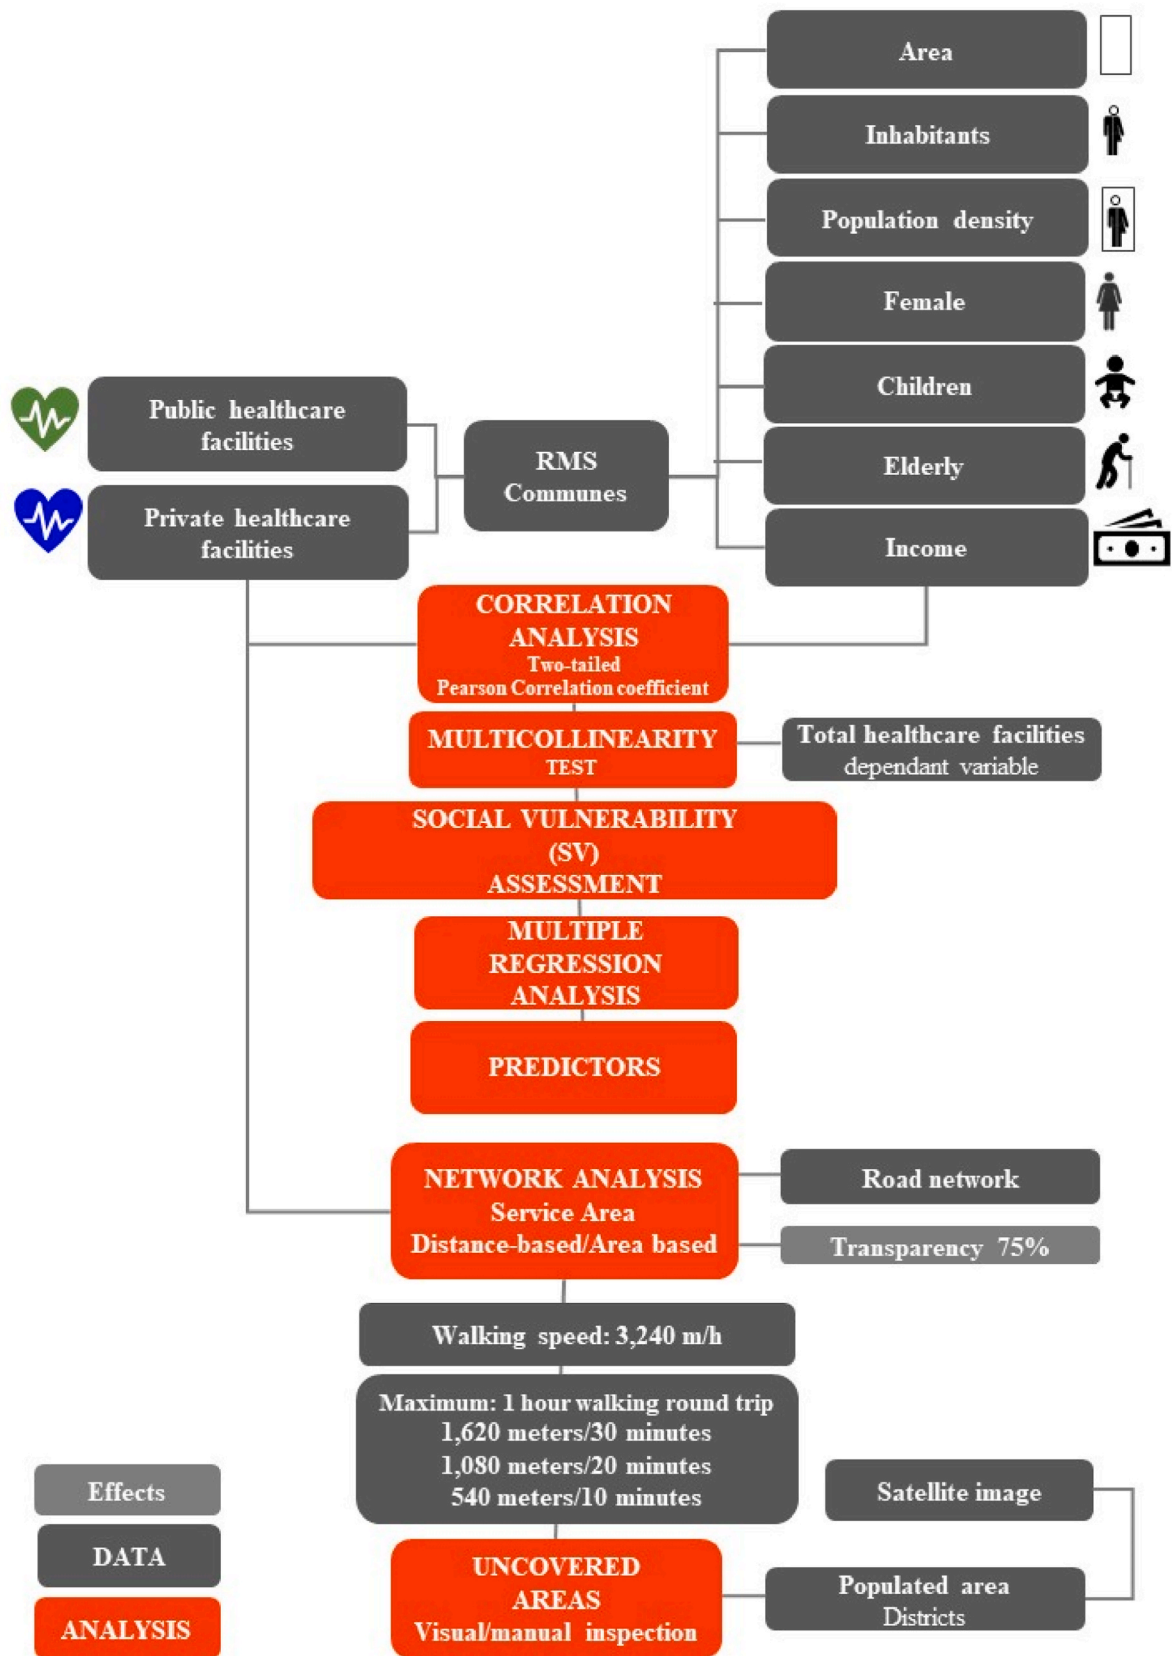 Area
Inhabitants
Population density
Female
Children
Elderly
Income
Public healthcare
facilities
Private healthcare
facilities
RMS
Communes
CORRELATION
ANALYSIS
Two-tailed
Pearson Correlation coefficient
MULTICOLLINEARITY
TEST
Total healthcare facilities
dependant variable
SOCIAL VULNERABILITY
(SV)
ASSESSMENT
MULTIPLE
REGRESSION
ANALYSIS
PREDICTORS
NETWORK ANALYSIS
Service Area
Distance-based/Area based
Road network
Transparency 75%
Walking speed: 3,240 m/h
Maximum: 1 hour walking round trip
1,620 meters/30 minutes
1,080 meters/20 minutes
540 meters/10 minutes
Satellite image
UNCOVERED
AREAS
Visual/manual inspection
Populated area
Districts
Effects
DATA
ANALYSIS